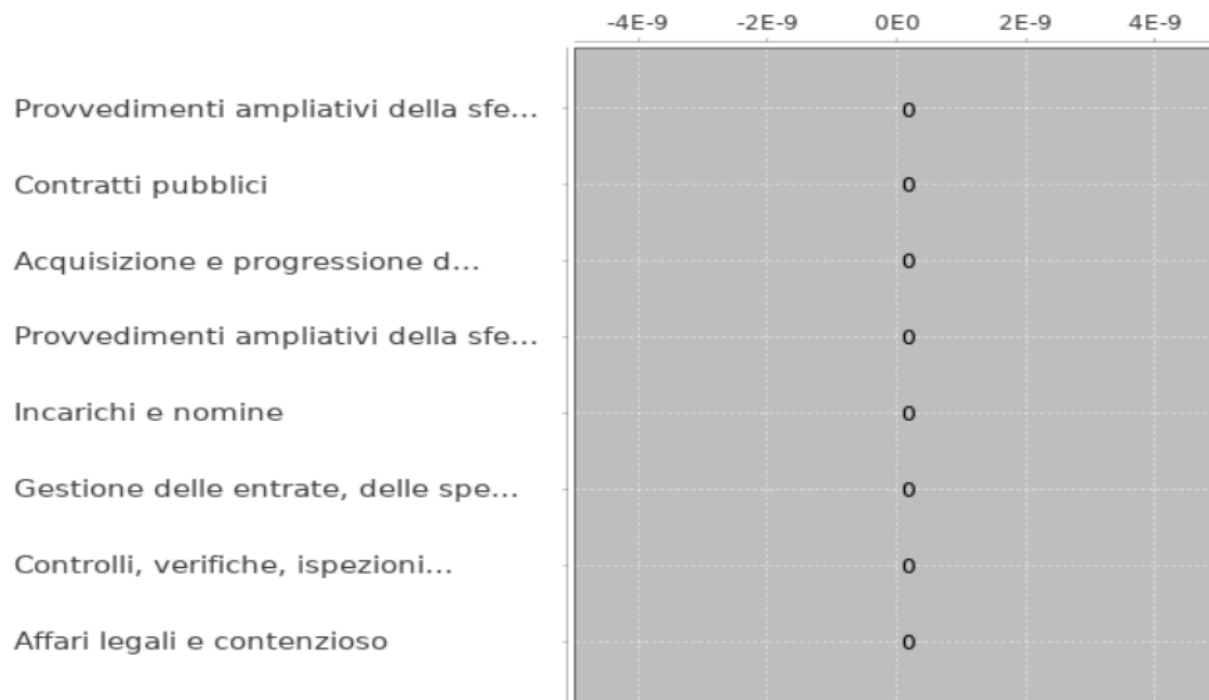 -4E-9 -2E-9 0E0 2E-9 4E-9
Provvedimenti ampliativi della sfe... 0
Contratti pubblici 0
Acquisizione e progressione d... 0
Provvedimenti ampliativi della sfe... 0
Incarichi e nomine 0
Gestione delle entrate, delle spe... 0
Controlli, verifiche, ispezioni... 0
Affari legali e contenzioso 0